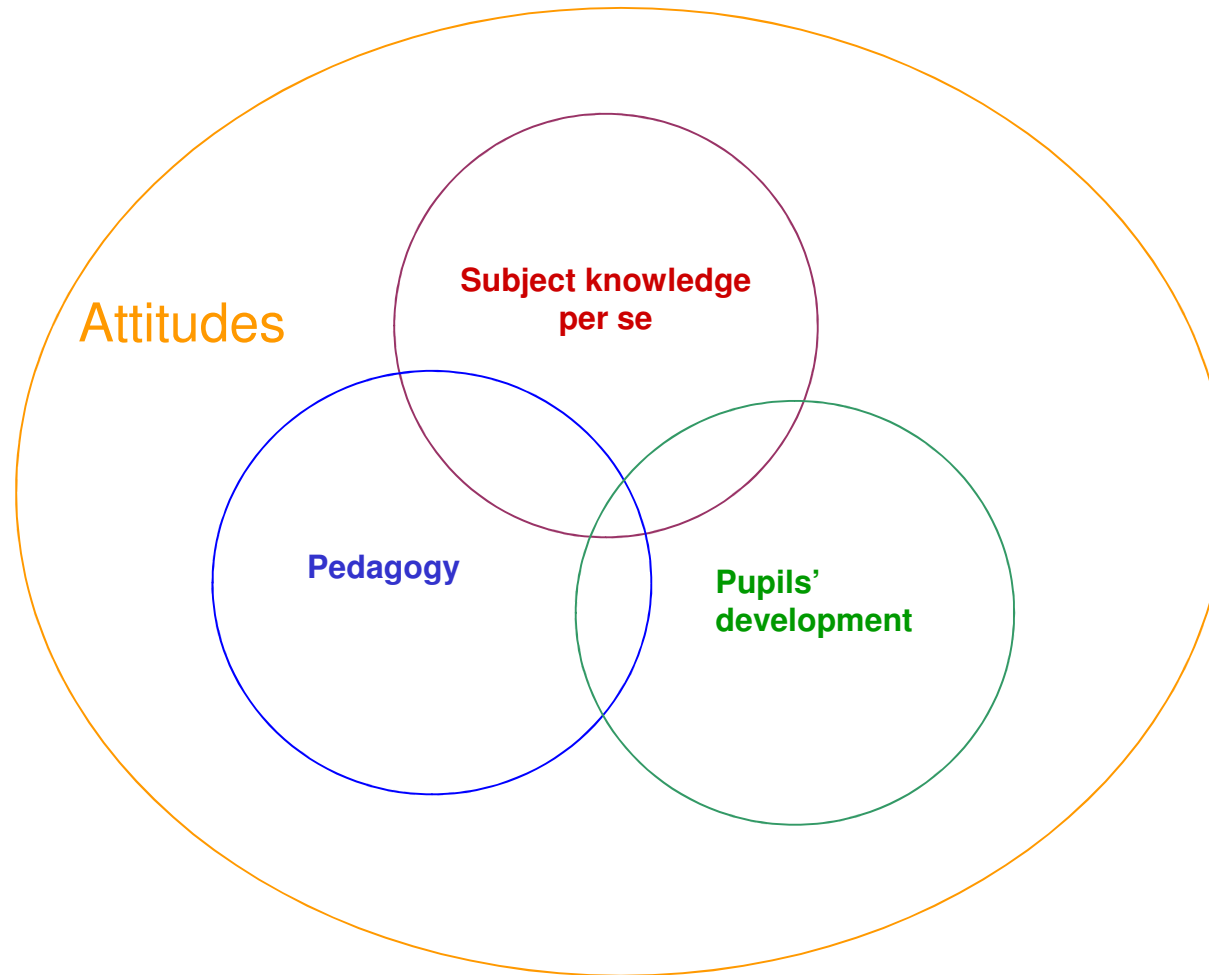 Subject knowledge
per se
Attitudes
Pedagogy
Pupils’
development